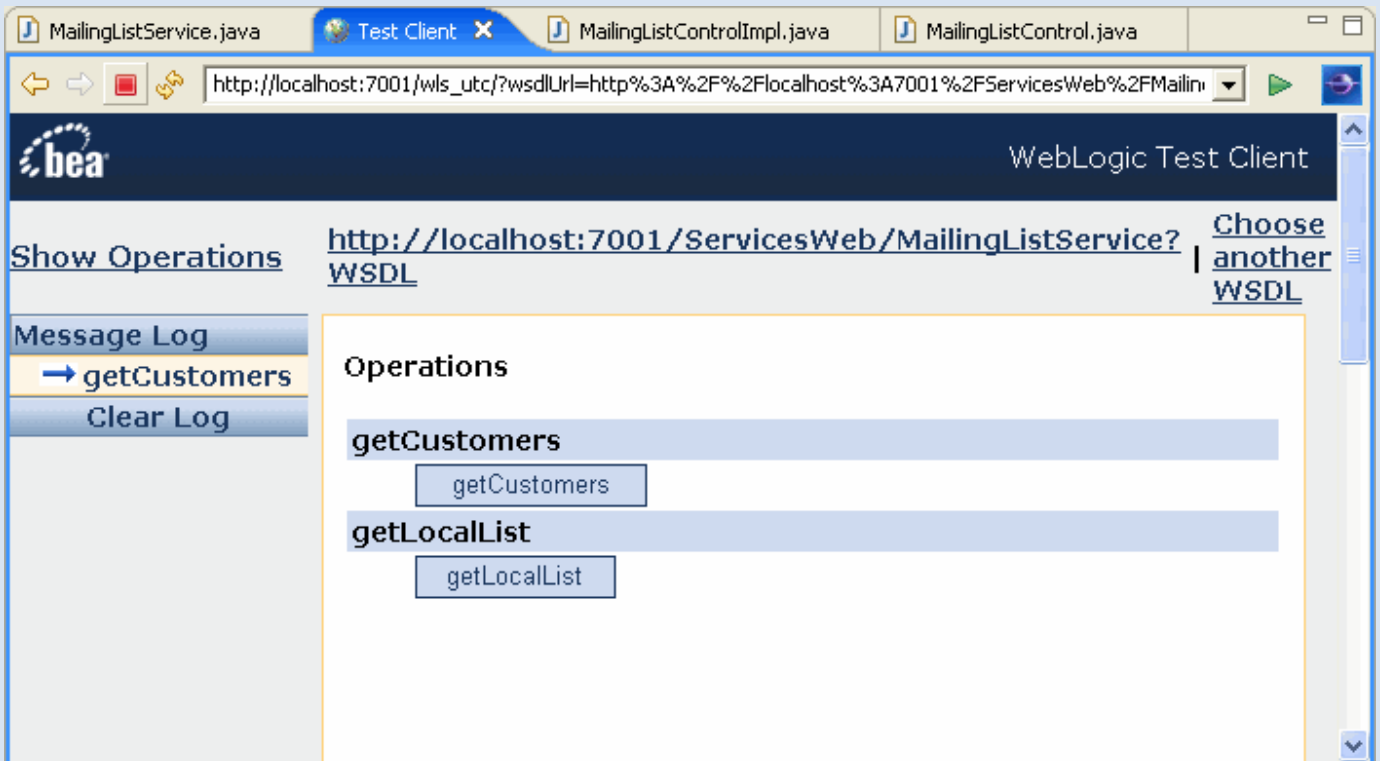 MailingListService.java Test Client MailingListControlImpl.java MailingListControl.java
http://localhost:7001/wls_utc/?wsdlUrl=http%3A%2F%2Flocalhost%3A7001%2FServicesWeb%2FMailin
bea WebLogic Test Client
Show Operations
http://localhost:7001/ServicesWeb/MailingListService?
WSDL
|
Choose
another
WSDL
Message Log
getCustomers
Clear Log
Operations
getCustomers
getCustomers
getLocalList
getLocalList